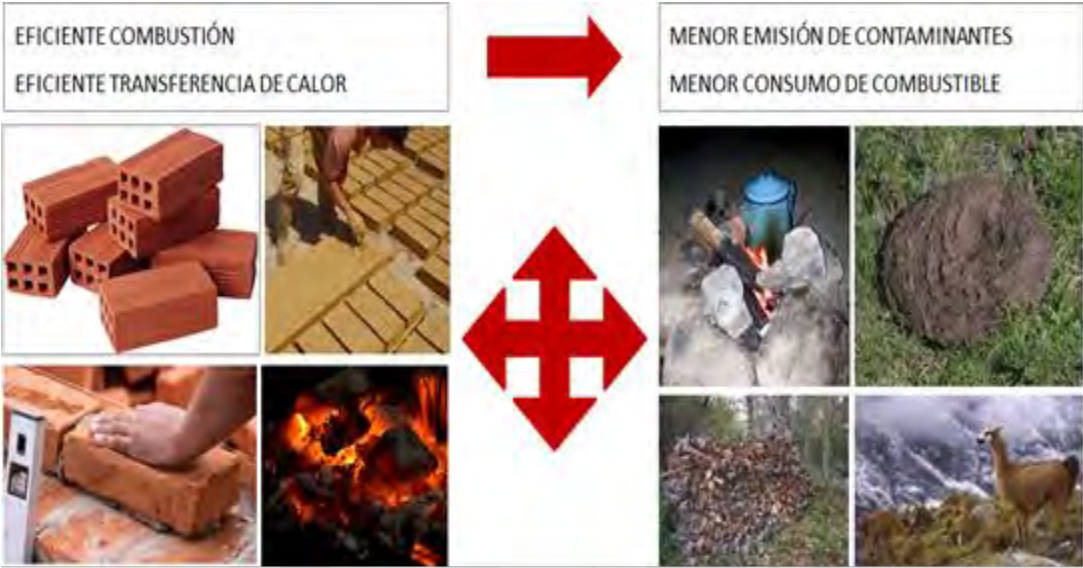 EFICIENTE COMBUSTIÓN
EFICIENTE TRANSFERENCIA DE CALOR
MENOR EMISIÓN DE CONTAMINANTES
MENOR CONSUMO DE COMBUSTIBLE